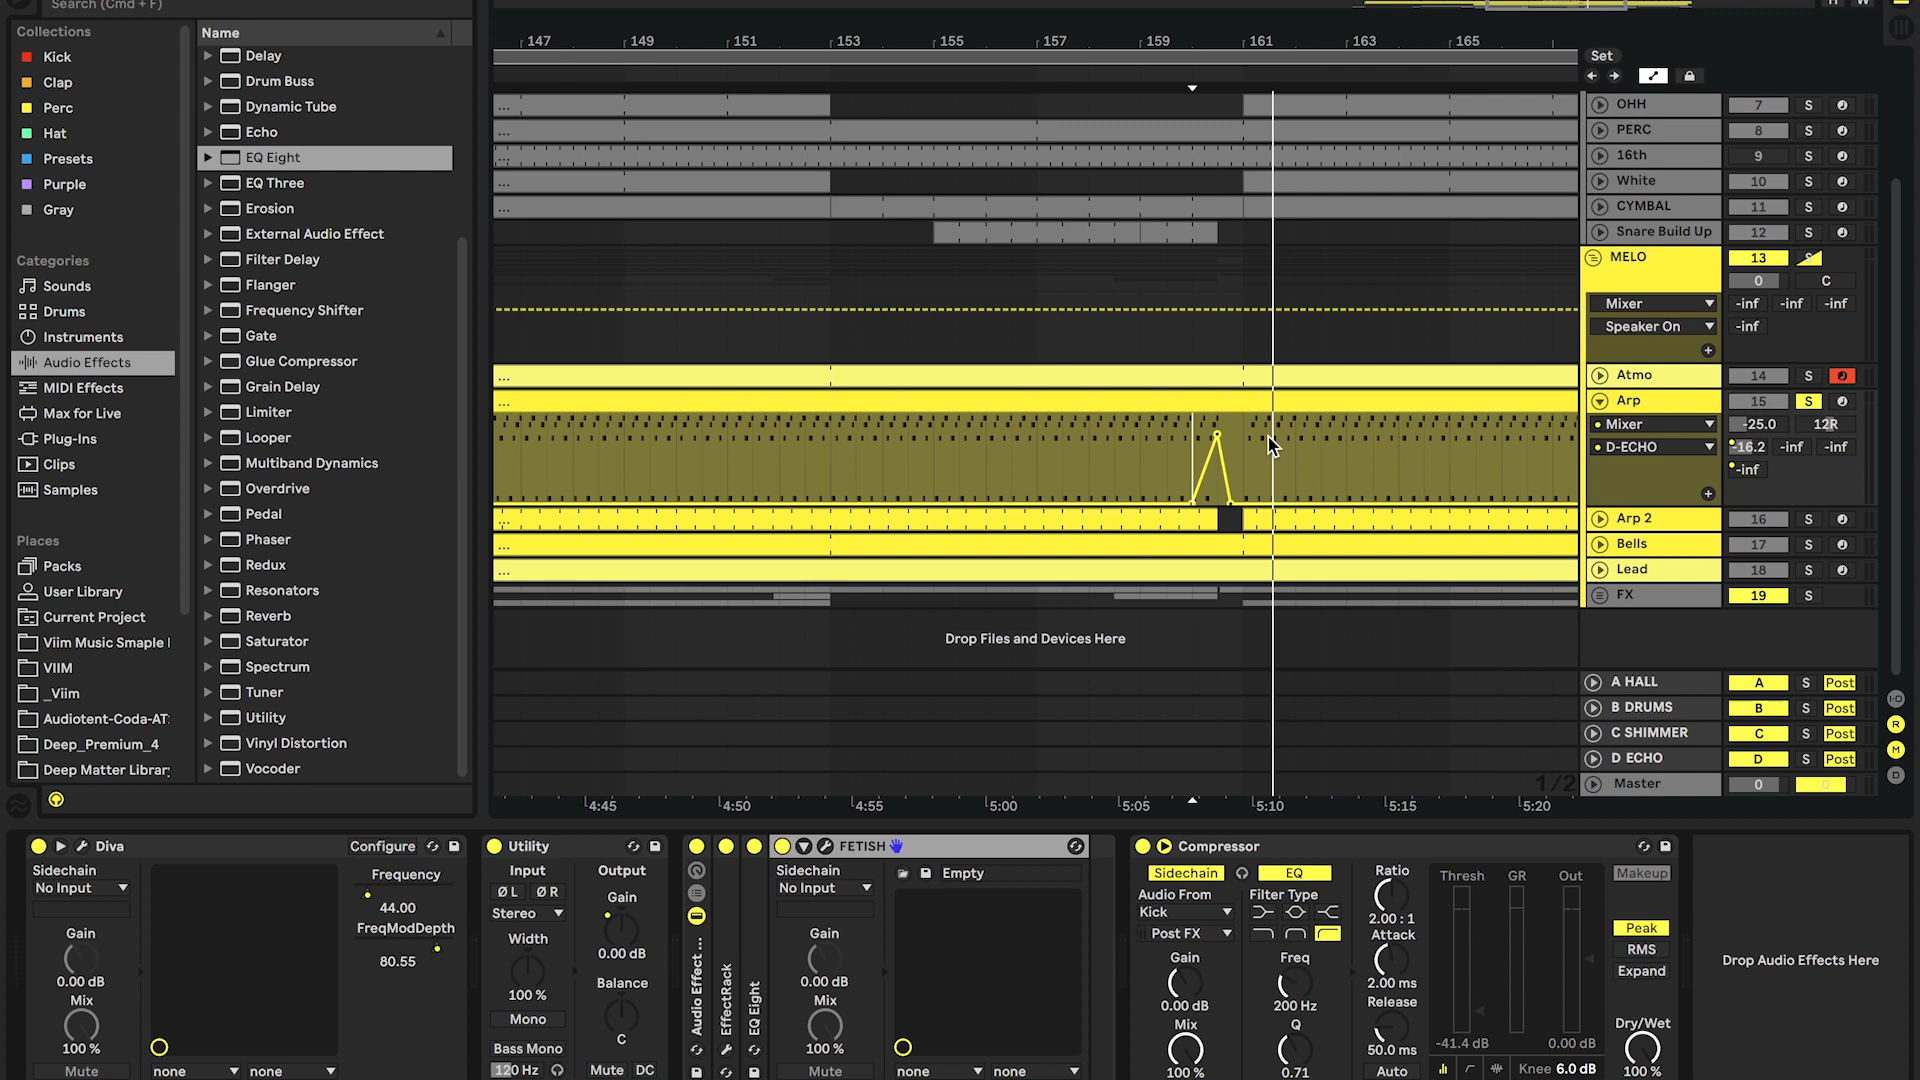 Search (Cmd + F)
Collections
Kick
Clap
Perc
Hat
Presets
Purple
Gray
Categories
Sounds
Drums
Instruments
Audio Effects
MIDI Effects
Max for Live
Plug-Ins
Clips
Samples
Places
Packs
User Library
Current Project
Viim Music Smaple
VIIM
_Viim
Audiotent-Coda-AT
Deep_Premium_4
Deep Matter Library
Name
Delay
Drum Buss
Dynamic Tube
Echo
EQ Eight
EQ Three
Erosion
External Audio Effect
Filter Delay
Flanger
Frequency Shifter
Gate
Glue Compressor
Grain Delay
Limiter
Looper
Multiband Dynamics
Overdrive
Pedal
Phaser
Redux
Resonators
Reverb
Saturator
Spectrum
Tuner
Utility
Vinyl Distortion
Vocoder
147 149 151 153 155 157 159 161 163 165
H W
Set
OHH 7 S
PERC 8 S
16th 9 S
White 10 S
CYMBAL 11 S
Snare Build Up 12 S
MELO 13 S
0 C
Mixer -inf -inf -inf
Speaker On -inf
Atmo 14 S
Arp 15 S
Mixer -25.0 12R
D-ECHO -16.2 -inf -inf
-inf
Arp 2 16 S
Bells 17 S
Lead 18 S
FX 19 S
Drop Files and Devices Here
A HALL A S Post
B DRUMS B S Post
C SHIMMER C S Post
D ECHO D S Post
1/2
Master 0 0
I·O
R
M
D
4:45 4:50 4:55 5:00 5:05 5:10 5:15 5:20
Diva Configure
Sidechain
No Input
Gain
0.00 dB
Mix
100 %
Mute
none none
Frequency
44.00
FreqModDepth
80.55
Utility
Input
Ø L Ø R
Stereo
Width
100 %
Mono
Bass Mono
120 Hz
Output
Gain
0.00 dB
Balance
C
Mute DC
Audio Effect ...
EffectRack
EQ Eight
FETISH
Sidechain
No Input
Gain
0.00 dB
Mix
100 %
Mute
Empty
none none
Compressor
Sidechain EQ
Audio From
Kick
Post FX
Gain
0.00 dB
Mix
100 %
Filter Type
Freq
200 Hz
Q
0.71
Ratio
2.00 : 1
Attack
2.00 ms
Release
50.0 ms
Auto
Thresh GR Out
-41.4 dB 0.00 dB
Knee 6.0 dB
Makeup
Peak
RMS
Expand
Dry/Wet
100 %
Drop Audio Effects Here